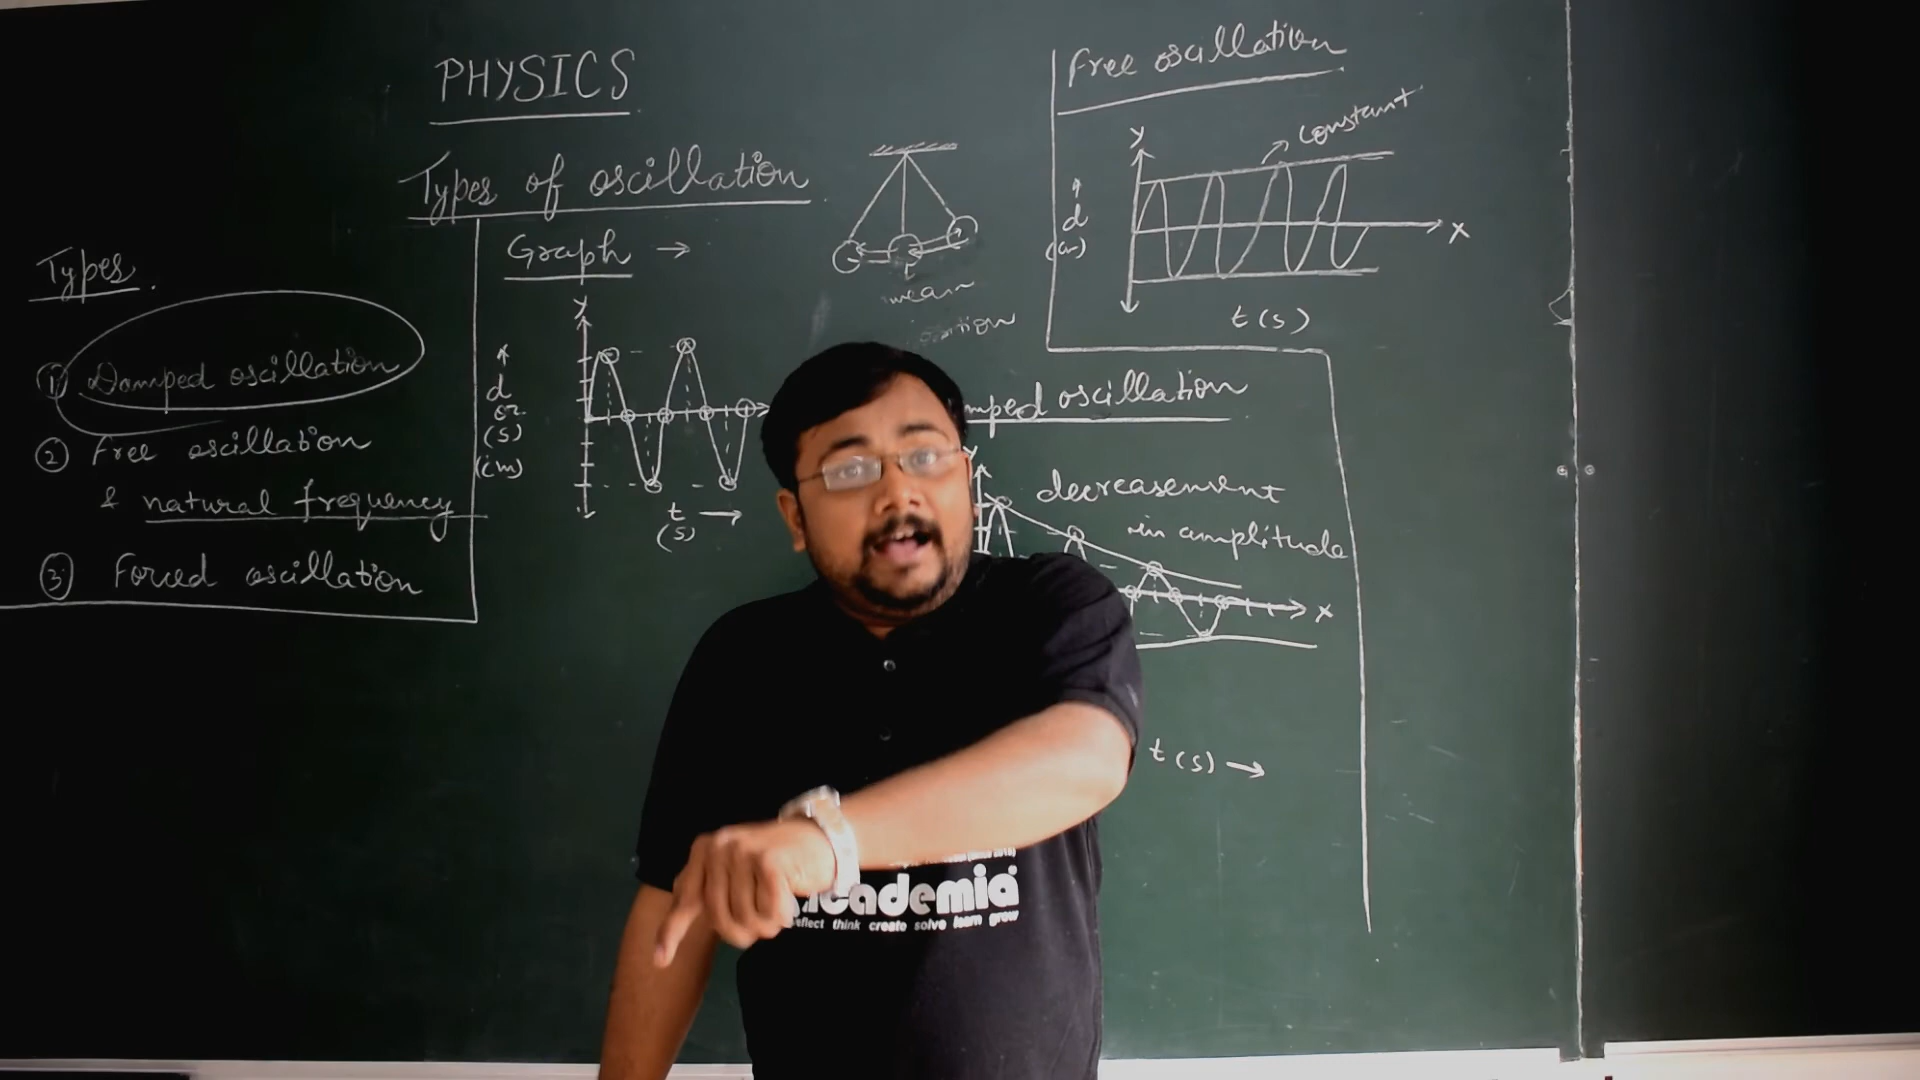 PHYSICS
Types of oscillation
Types.
① Damped oscillation
② Free oscillation
& natural frequency
③ Forced oscillation
Graph →
y
d
or
(s)
(cm)
t →
(s)
mean
Free oscillation
constant
y
d
x
t (s)
mped oscillation
y
decreasement
in amplitude
x
t (s) →
academia
reflect think create solve learn grow